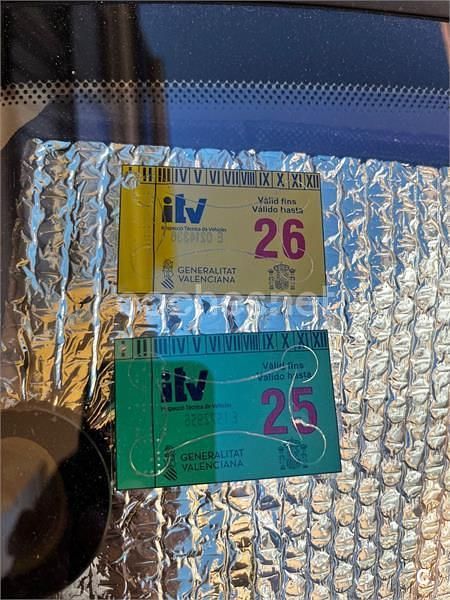 I II III IV V VI VII VIII IX X XI XII
itv
Inspecció Tècnica de Vehicles
Vàlid fins
Válido hasta
26
GENERALITAT
VALENCIANA
I II III IV V VI VII VIII IX X XI XII
itv
Inspecció Tècnica de Vehicles
Vàlid fins
Válido hasta
25
GENERALITAT
VALENCIANA